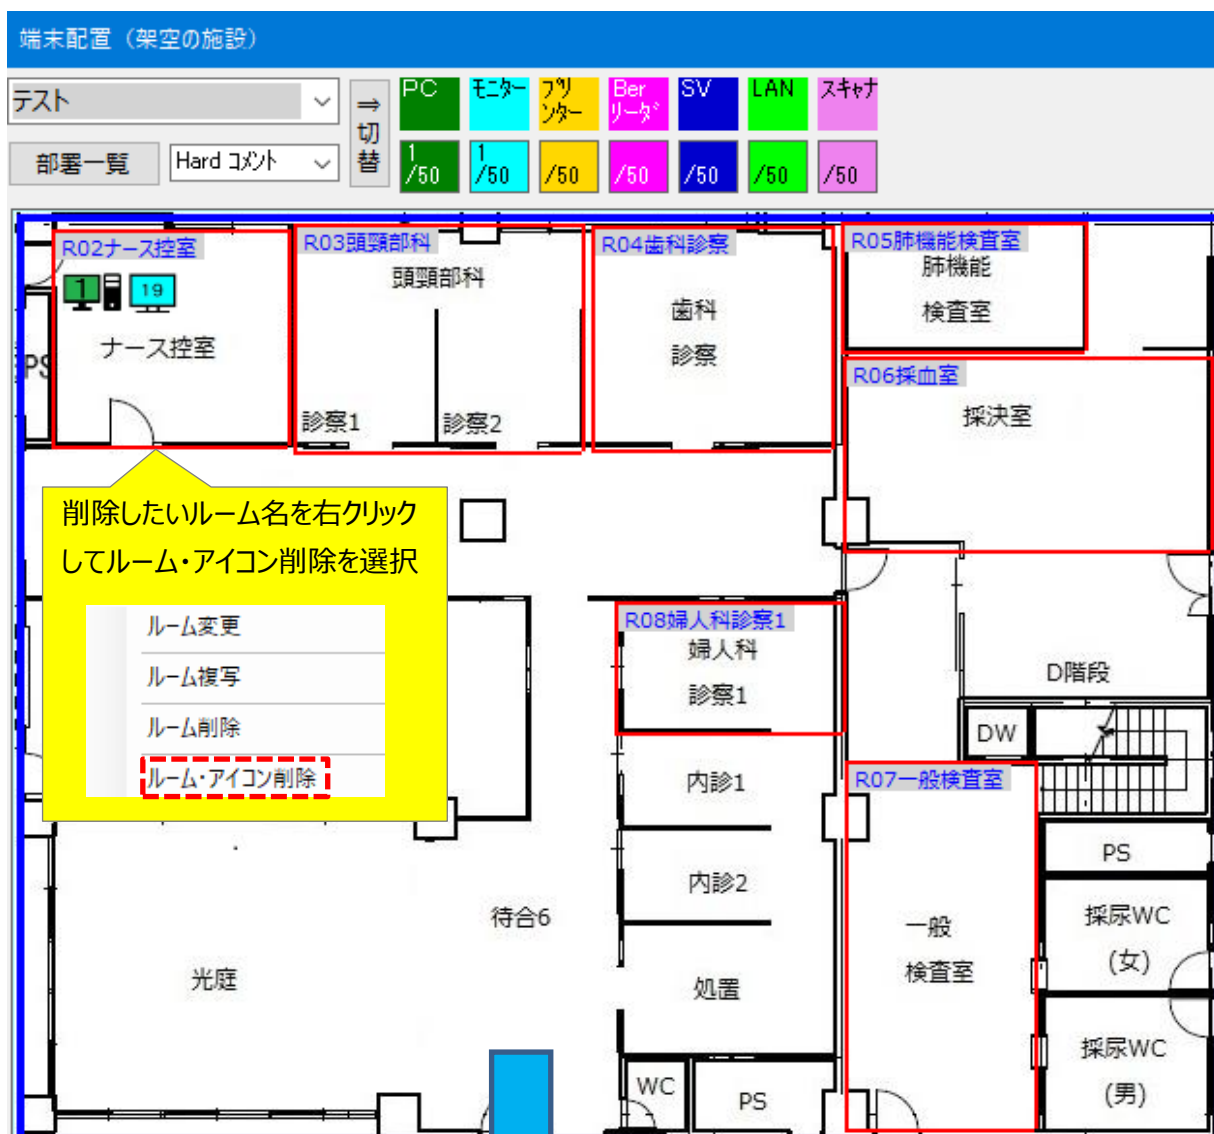 端末配置（架空の施設）
テスト
部署一覧
Hard コメント
⇒
切
替
PC
モニター
プリ
ンター
Ber
リーダ
SV
LAN
スキャナ
1
/50
1
/50
/50
/50
/50
/50
/50
R02ナース控室
1
19
ナース控室
PS
R03頭頸部科
頭頸部科
診察1
診察2
R04歯科診察
歯科
診察
R05肺機能検査室
肺機能
検査室
R06採血室
採決室
削除したいルーム名を右クリック
してルーム・アイコン削除を選択
ルーム変更
ルーム複写
ルーム削除
ルーム・アイコン削除
R08婦人科診察1
婦人科
診察1
D階段
DW
内診1
R07一般検査室
PS
内診2
待合6
一般
検査室
採尿WC
(女)
光庭
処置
採尿WC
(男)
WC
PS